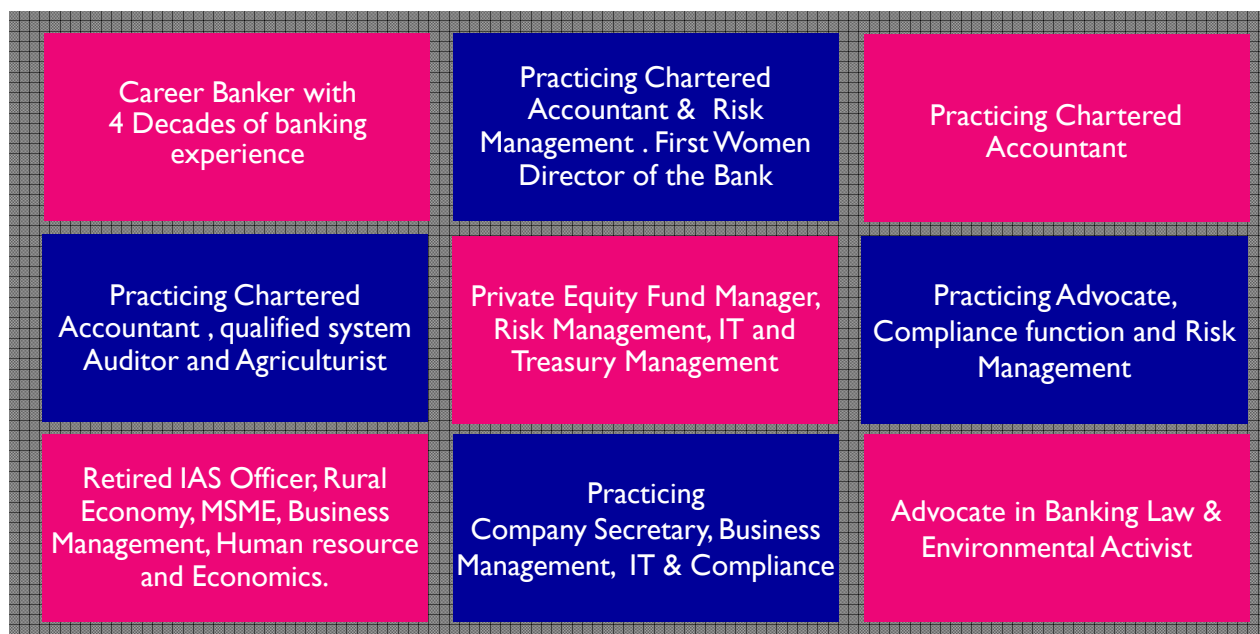 Career Banker with
4 Decades of banking
experience
Practicing Chartered
Accountant & Risk
Management . First Women
Director of the Bank
Practicing Chartered
Accountant
Practicing Chartered
Accountant , qualified system
Auditor and Agriculturist
Private Equity Fund Manager,
Risk Management, IT and
Treasury Management
Practicing Advocate,
Compliance function and Risk
Management
Retired IAS Officer, Rural
Economy, MSME, Business
Management, Human resource
and Economics.
Practicing
Company Secretary, Business
Management, IT & Compliance
Advocate in Banking Law &
Environmental Activist